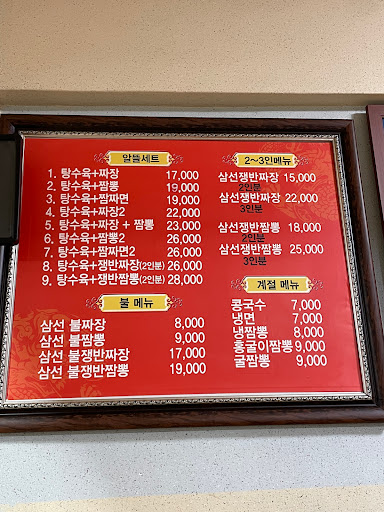 알뜰세트
1. 탕수육+짜장 17,000
2. 탕수육+짬뽕 19,000
3. 탕수육+짬짜면 19,000
4. 탕수육+짜장2 22,000
5. 탕수육+짜장 + 짬뽕 23,000
6. 탕수육+짬뽕2 26,000
7. 탕수육+짬짜면2 26,000
8. 탕수육+쟁반짜장(2인분) 26,000
9. 탕수육+쟁반짬뽕(2인분) 28,000
불 메뉴
삼선 불짜장 8,000
삼선 불짬뽕 9,000
삼선 불쟁반짜장 17,000
삼선 불쟁반짬뽕 19,000
2~3인메뉴
삼선쟁반짜장 15,000
2인분
삼선쟁반짜장 22,000
3인분
삼선쟁반짬뽕 18,000
2인분
삼선쟁반짬뽕 25,000
3인분
계절 메뉴
콩국수 7,000
냉면 7,000
냉짬뽕 8,000
홍굴이짬뽕 9,000
굴짬뽕 9,000